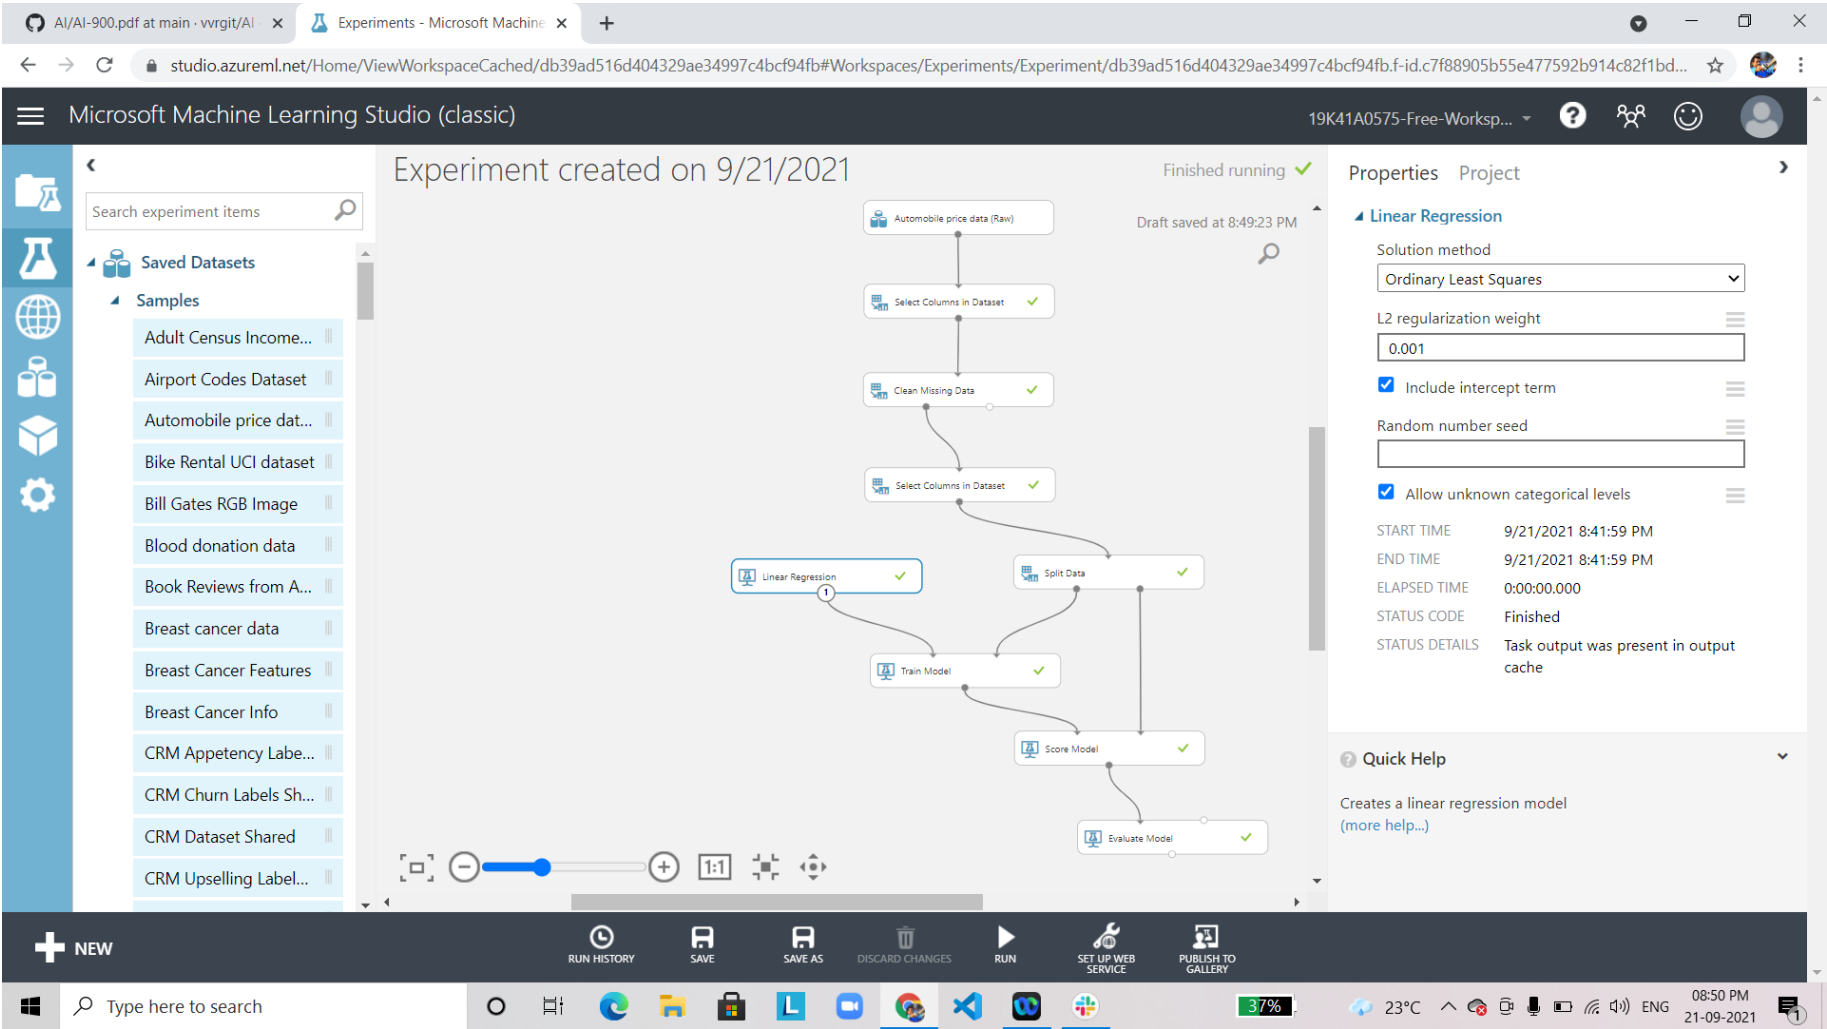 AI/AI-900.pdf at main · vvrgit/AI
Experiments - Microsoft Machine
studio.azureml.net/Home/ViewWorkspaceCached/db39ad516d404329ae34997c4bcf94fb#Workspaces/Experiments/Experiment/db39ad516d404329ae34997c4bcf94fb.f-id.c7f88905b55e477592b914c82f1bd...
Microsoft Machine Learning Studio (classic)
19K41A0575-Free-Worksp...
Experiment created on 9/21/2021
Finished running
Draft saved at 8:49:23 PM
Search experiment items
Saved Datasets
Samples
Adult Census Income...
Airport Codes Dataset
Automobile price dat...
Bike Rental UCI dataset
Bill Gates RGB Image
Blood donation data
Book Reviews from A...
Breast cancer data
Breast Cancer Features
Breast Cancer Info
CRM Appetency Labe...
CRM Churn Labels Sh...
CRM Dataset Shared
CRM Upselling Label...
Automobile price data (Raw)
Select Columns in Dataset
Clean Missing Data
Select Columns in Dataset
Linear Regression
1
Split Data
Train Model
Score Model
Evaluate Model
1:1
Properties Project
Linear Regression
Solution method
Ordinary Least Squares
L2 regularization weight
0.001
Include intercept term
Random number seed
Allow unknown categorical levels
START TIME 9/21/2021 8:41:59 PM
END TIME 9/21/2021 8:41:59 PM
ELAPSED TIME 0:00:00.000
STATUS CODE Finished
STATUS DETAILS Task output was present in output
cache
Quick Help
Creates a linear regression model
(more help...)
NEW
RUN HISTORY
SAVE
SAVE AS
DISCARD CHANGES
RUN
SET UP WEB
SERVICE
PUBLISH TO
GALLERY
Type here to search
L
37%
23°C
ENG
08:50 PM
21-09-2021
1